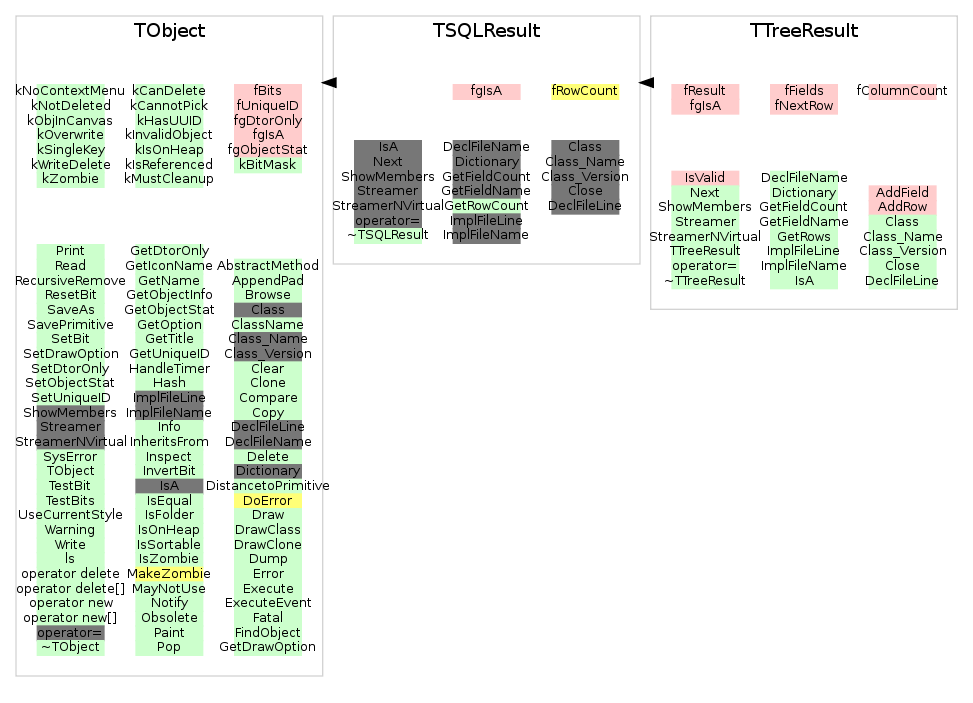 TObject
kNoContextMenu
kNotDeleted
kObjInCanvas
kOverwrite
kSingleKey
kWriteDelete
kZombie
kCanDelete
kCannotPick
kHasUUID
kInvalidObject
kIsOnHeap
kIsReferenced
kMustCleanup
fBits
fUniqueID
fgDtorOnly
fgIsA
fgObjectStat
kBitMask
Print
Read
RecursiveRemove
ResetBit
SaveAs
SavePrimitive
SetBit
SetDrawOption
SetDtorOnly
SetObjectStat
SetUniqueID
ShowMembers
Streamer
StreamerNVirtual
SysError
TObject
TestBit
TestBits
UseCurrentStyle
Warning
Write
ls
operator delete
operator delete[]
operator new
operator new[]
operator=
~TObject
GetDtorOnly
GetIconName
GetName
GetObjectInfo
GetObjectStat
GetOption
GetTitle
GetUniqueID
HandleTimer
Hash
ImplFileLine
ImplFileName
Info
InheritsFrom
Inspect
InvertBit
IsA
IsEqual
IsFolder
IsOnHeap
IsSortable
IsZombie
MakeZombie
MayNotUse
Notify
Obsolete
Paint
Pop
AbstractMethod
AppendPad
Browse
Class
ClassName
Class_Name
Class_Version
Clear
Clone
Compare
Copy
DeclFileLine
DeclFileName
Delete
Dictionary
DistancetoPrimitive
DoError
Draw
DrawClass
DrawClone
Dump
Error
Execute
ExecuteEvent
Fatal
FindObject
GetDrawOption
TSQLResult
fgIsA
fRowCount
IsA
Next
ShowMembers
Streamer
StreamerNVirtual
operator=
~TSQLResult
DeclFileName
Dictionary
GetFieldCount
GetFieldName
GetRowCount
ImplFileLine
ImplFileName
Class
Class_Name
Class_Version
Close
DeclFileLine
TTreeResult
fResult
fgIsA
fFields
fNextRow
fColumnCount
IsValid
Next
ShowMembers
Streamer
StreamerNVirtual
TTreeResult
operator=
~TTreeResult
DeclFileName
Dictionary
GetFieldCount
GetFieldName
GetRows
ImplFileLine
ImplFileName
IsA
AddField
AddRow
Class
Class_Name
Class_Version
Close
DeclFileLine